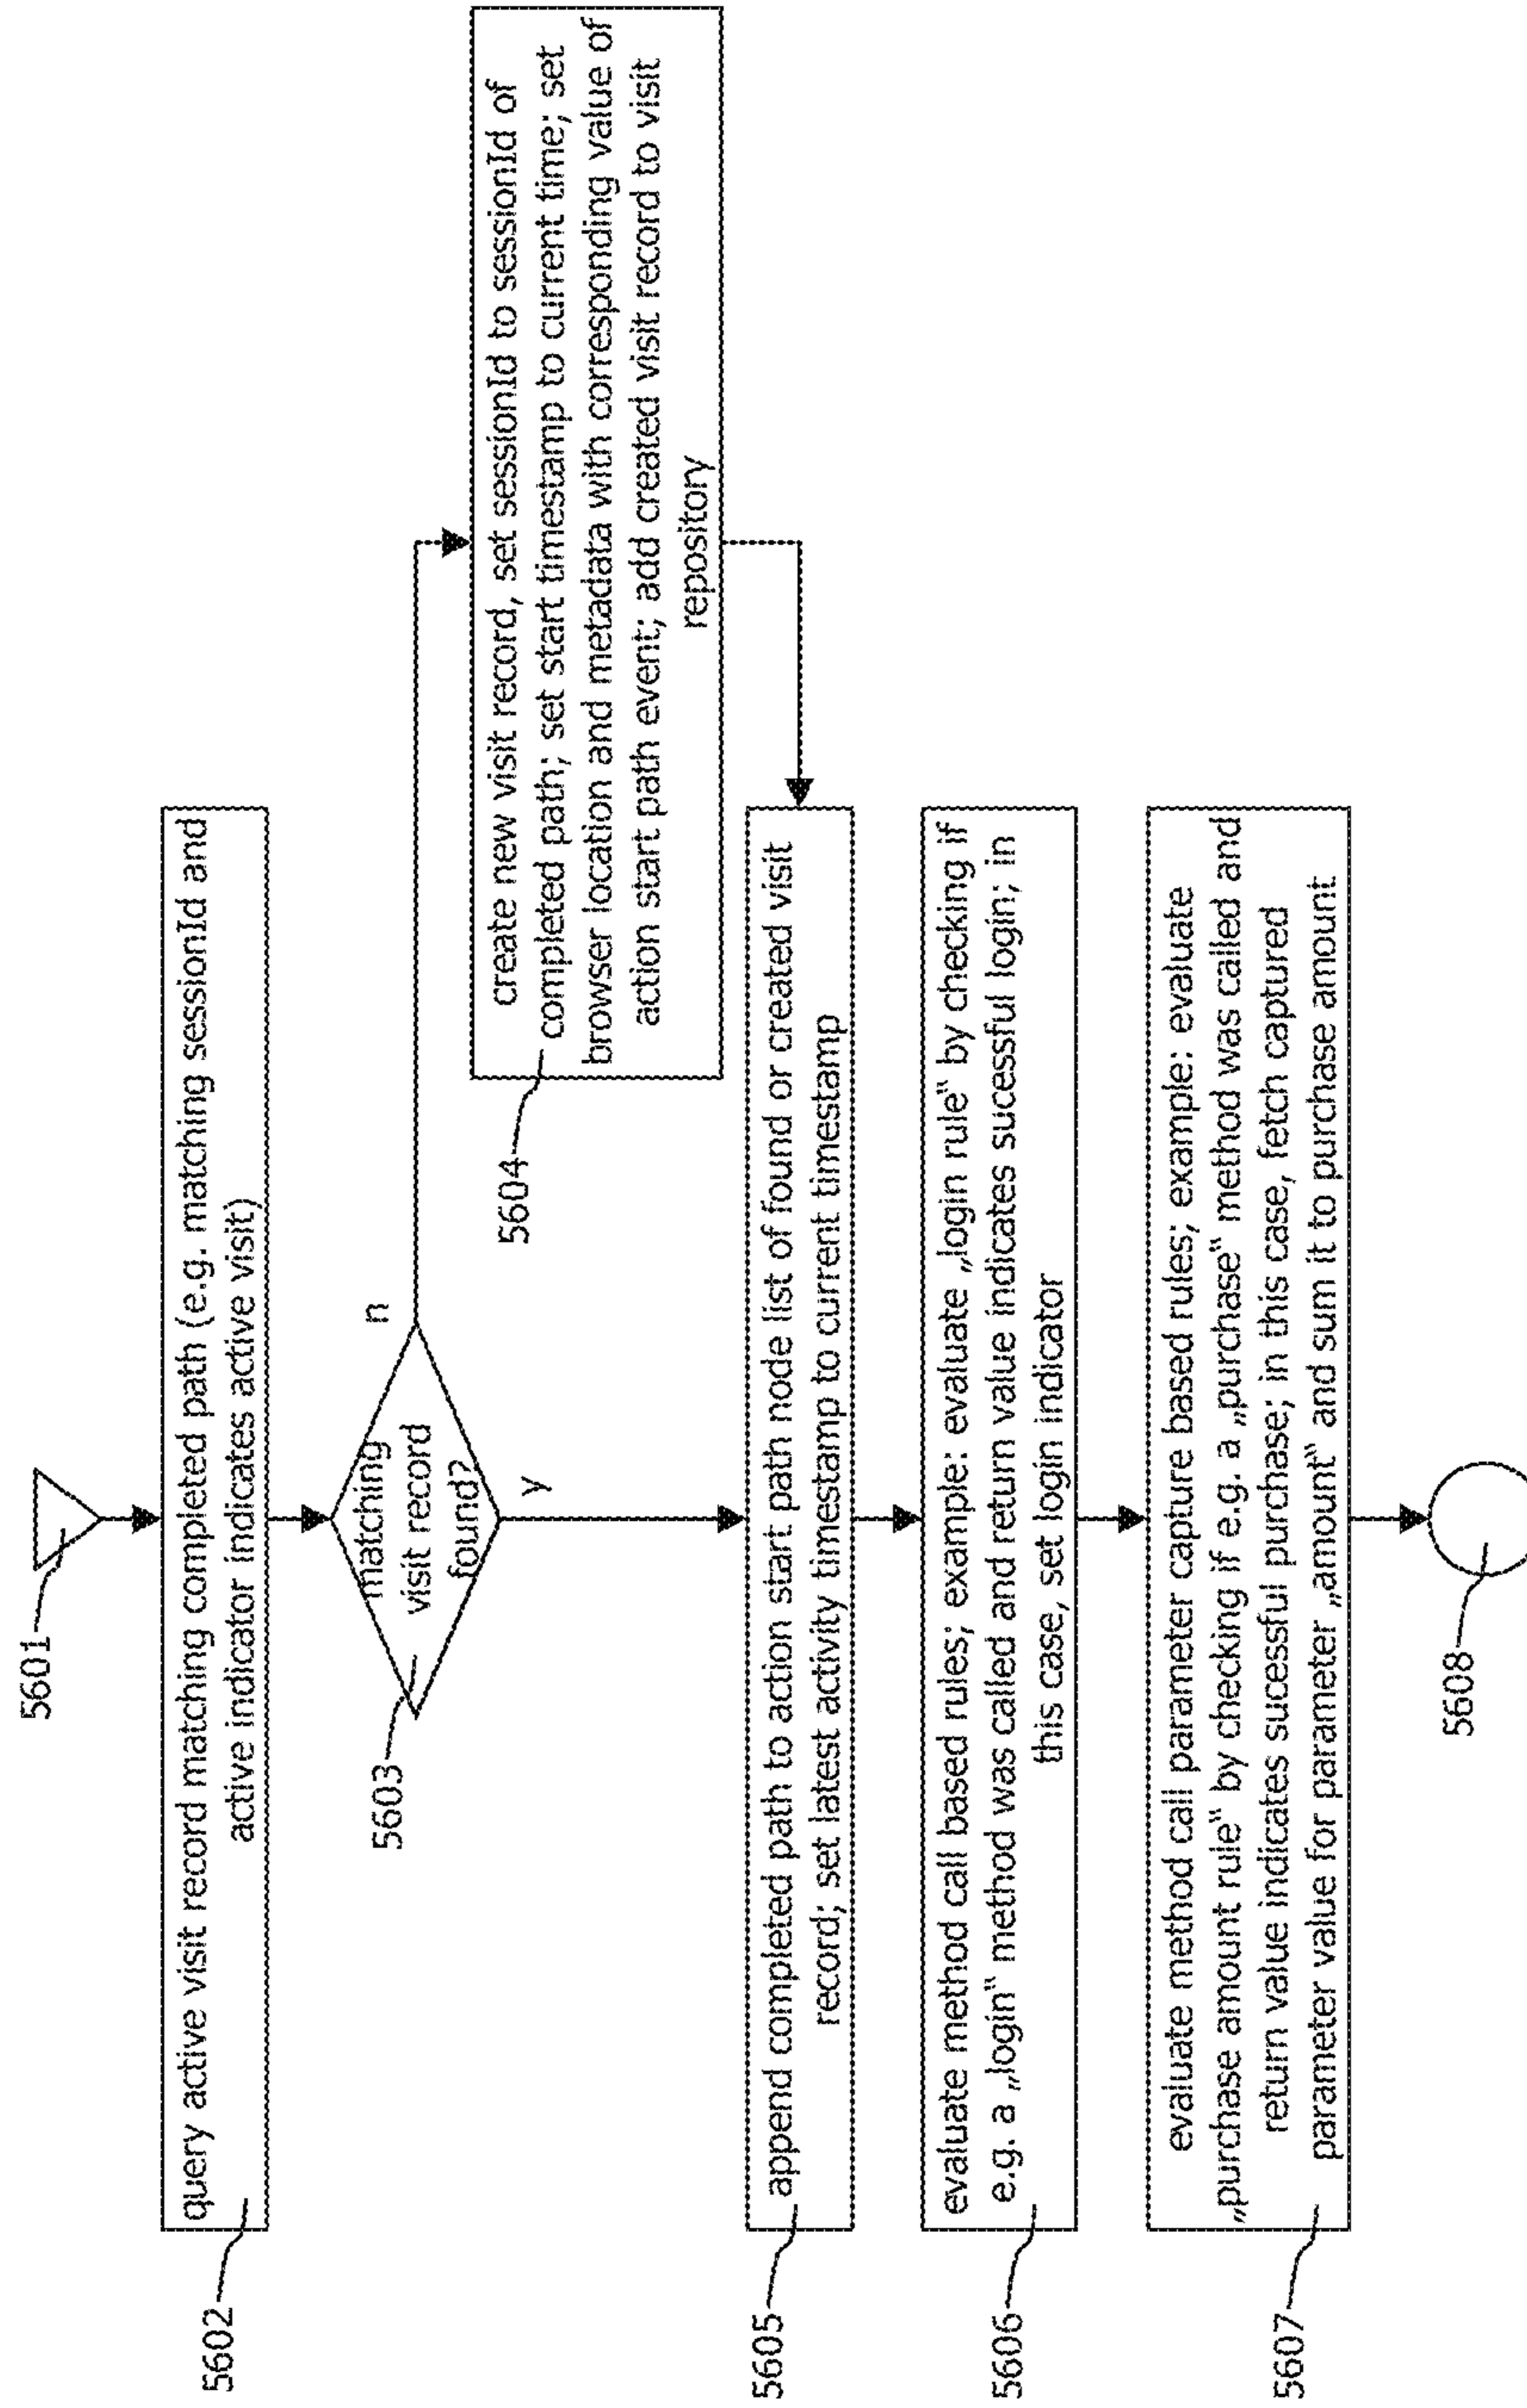 5601
5602
query active visit record matching completed path (e.g. matching sessionId and
active indicator indicates active visit)
5603
matching
visit record
found?
n
y
5604
create new visit record, set sessionId to sessionId of
completed path; set start timestamp to current time; set
browser location and metadata with corresponding value of
action start path event; add created visit record to visit
repository
5605
append completed path to action start path node list of found or created visit
record; set latest activity timestamp to current timestamp
5606
evaluate method call based rules; example: evaluate „login rule“ by checking if
e.g. a „login“ method was called and return value indicates sucessful login; in
this case, set login indicator
5607
evaluate method call parameter capture based rules; example: evaluate
„purchase amount rule“ by checking if e.g. a „purchase“ method was called and
return value indicates sucessful purchase; in this case, fetch captured
parameter value for parameter „amount“ and sum it to purchase amount
5608